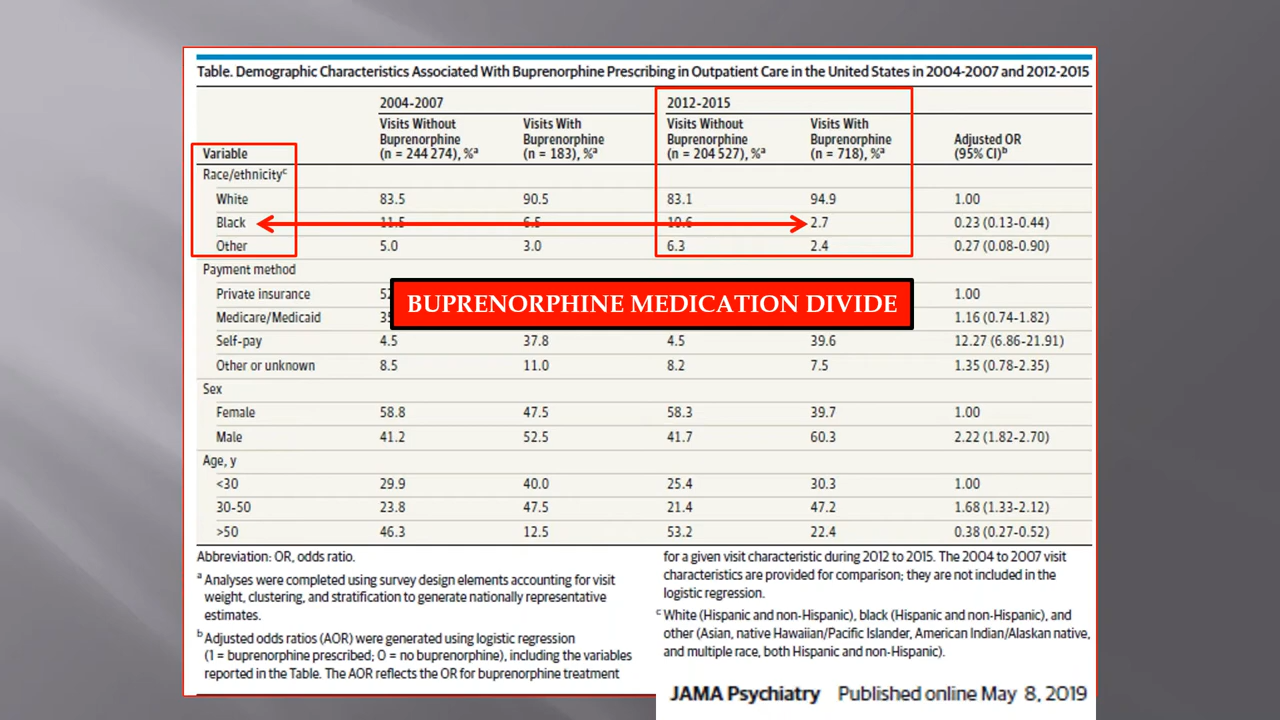 Table. Demographic Characteristics Associated With Buprenorphine Prescribing in Outpatient Care in the United States in 2004-2007 and 2012-2015
2004-2007 2012-2015
Variable Visits Without Buprenorphine (n = 244 274), %a Visits With Buprenorphine (n = 183), %a Visits Without Buprenorphine (n = 204 527), %a Visits With Buprenorphine (n = 718), %a Adjusted OR (95% CI)b
Race/ethnicityc
White 83.5 90.5 83.1 94.9 1.00
Black 11.5 6.5 10.6 2.7 0.23 (0.13-0.44)
Other 5.0 3.0 6.3 2.4 0.27 (0.08-0.90)
Payment method
Private insurance 1.00
BUPRENORPHINE MEDICATION DIVIDE
Medicare/Medicaid 1.16 (0.74-1.82)
Self-pay 4.5 37.8 4.5 39.6 12.27 (6.86-21.91)
Other or unknown 8.5 11.0 8.2 7.5 1.35 (0.78-2.35)
Sex
Female 58.8 47.5 58.3 39.7 1.00
Male 41.2 52.5 41.7 60.3 2.22 (1.82-2.70)
Age, y
<30 29.9 40.0 25.4 30.3 1.00
30-50 23.8 47.5 21.4 47.2 1.68 (1.33-2.12)
>50 46.3 12.5 53.2 22.4 0.38 (0.27-0.52)
Abbreviation: OR, odds ratio.
a Analyses were completed using survey design elements accounting for visit
weight, clustering, and stratification to generate nationally representative
estimates.
b Adjusted odds ratios (AOR) were generated using logistic regression
(1 = buprenorphine prescribed; 0 = no buprenorphine), including the variables
reported in the Table. The AOR reflects the OR for buprenorphine treatment
for a given visit characteristic during 2012 to 2015. The 2004 to 2007 visit
characteristics are provided for comparison; they are not included in the
logistic regression.
c White (Hispanic and non-Hispanic), black (Hispanic and non-Hispanic), and
other (Asian, native Hawaiian/Pacific Islander, American Indian/Alaskan native,
and multiple race, both Hispanic and non-Hispanic).
JAMA Psychiatry Published online May 8, 2019